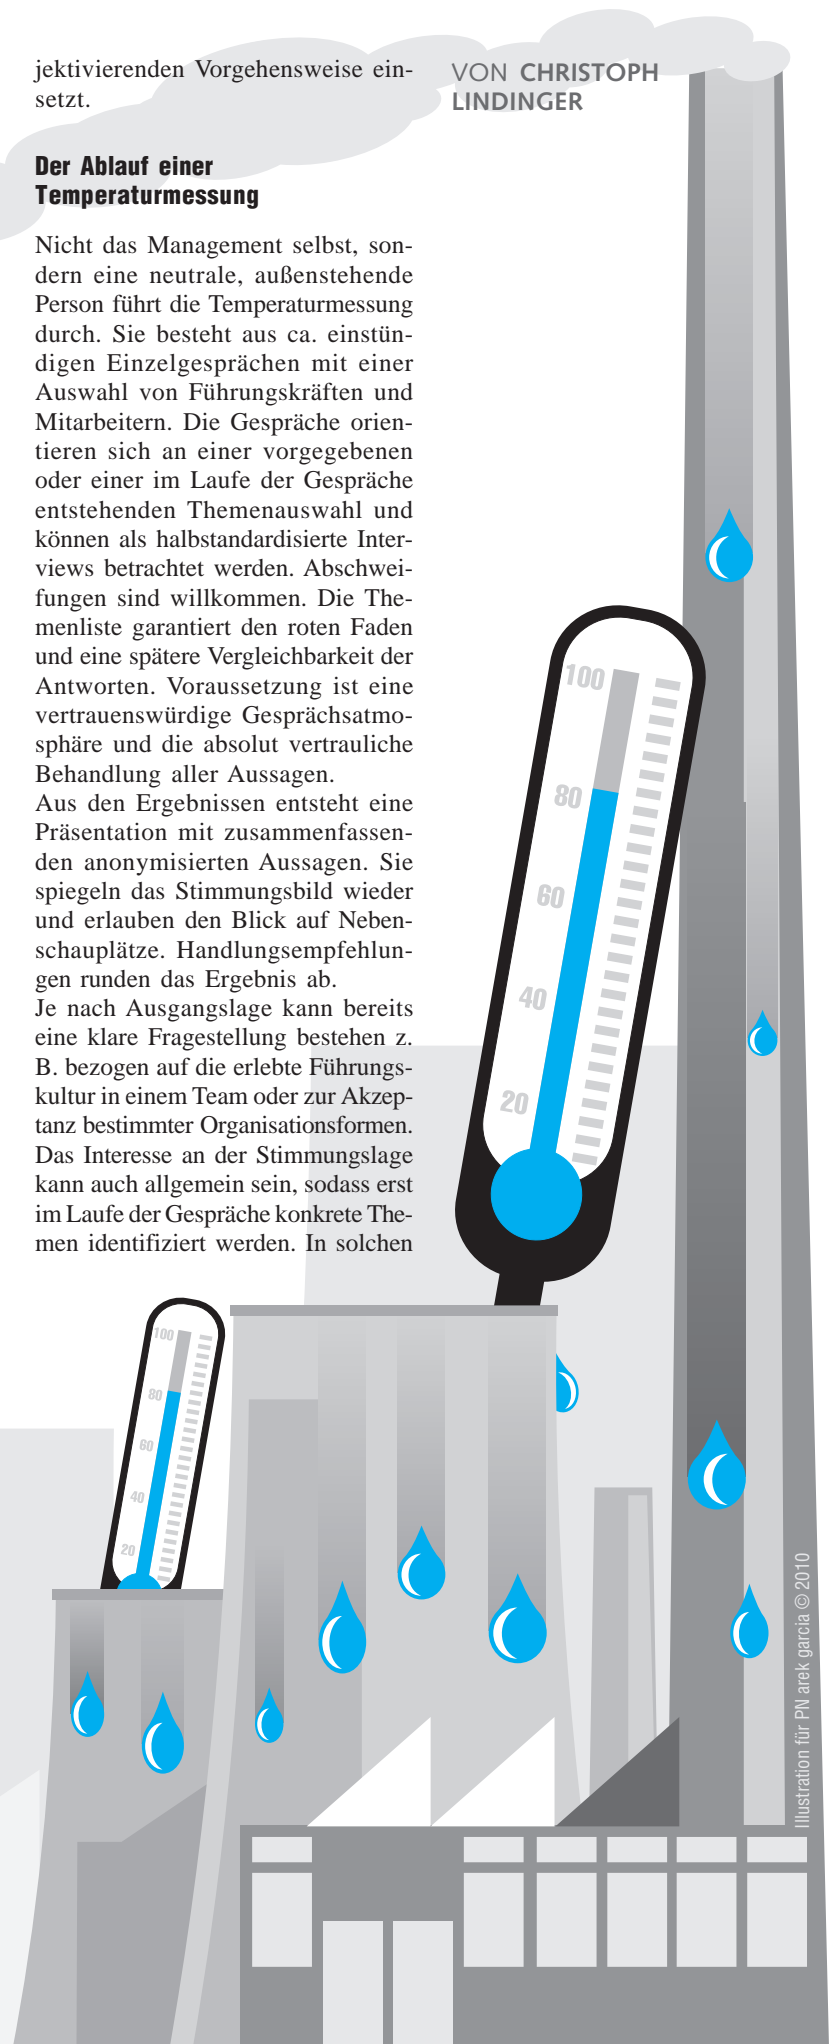 jektivierenden Vorgehensweise ein-
setzt.
VON CHRISTOPH
LINDINGER
Der Ablauf einer
Temperaturmessung
Nicht das Management selbst, son-
dern eine neutrale, außenstehende
Person führt die Temperaturmessung
durch. Sie besteht aus ca. einstün-
digen Einzelgesprächen mit einer
Auswahl von Führungskräften und
Mitarbeitern. Die Gespräche orien-
tieren sich an einer vorgegebenen
oder einer im Laufe der Gespräche
entstehenden Themenauswahl und
können als halbstandardisierte Inter-
views betrachtet werden. Abschwei-
fungen sind willkommen. Die The-
menliste garantiert den roten Faden
und eine spätere Vergleichbarkeit der
Antworten. Voraussetzung ist eine
vertrauenswürdige Gesprächsatmo-
sphäre und die absolut vertrauliche
Behandlung aller Aussagen.
Aus den Ergebnissen entsteht eine
Präsentation mit zusammenfassen-
den anonymisierten Aussagen. Sie
spiegeln das Stimmungsbild wieder
und erlauben den Blick auf Neben-
schauplätze. Handlungsempfehlun-
gen runden das Ergebnis ab.
Je nach Ausgangslage kann bereits
eine klare Fragestellung bestehen z.
B. bezogen auf die erlebte Führungs-
kultur in einem Team oder zur Akzep-
tanz bestimmter Organisationsformen.
Das Interesse an der Stimmungslage
kann auch allgemein sein, sodass erst
im Laufe der Gespräche konkrete The-
men identifiziert werden. In solchen
100
80
60
40
20
100
80
60
40
20
Illustration für PN arek garcia © 2010